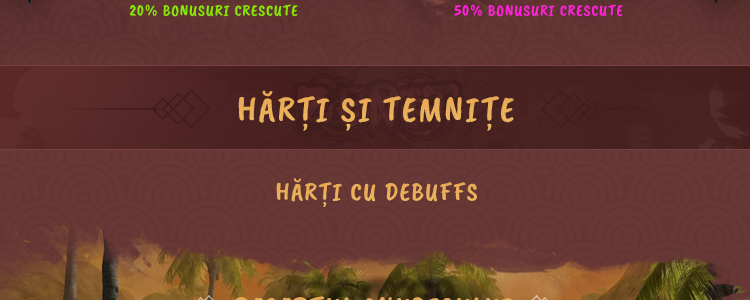 20% BONUSURI CRESCUTE 50% BONUSURI CRESCUTE
HĂRȚI ȘI TEMNIȚE
HĂRȚI CU DEBUFFS